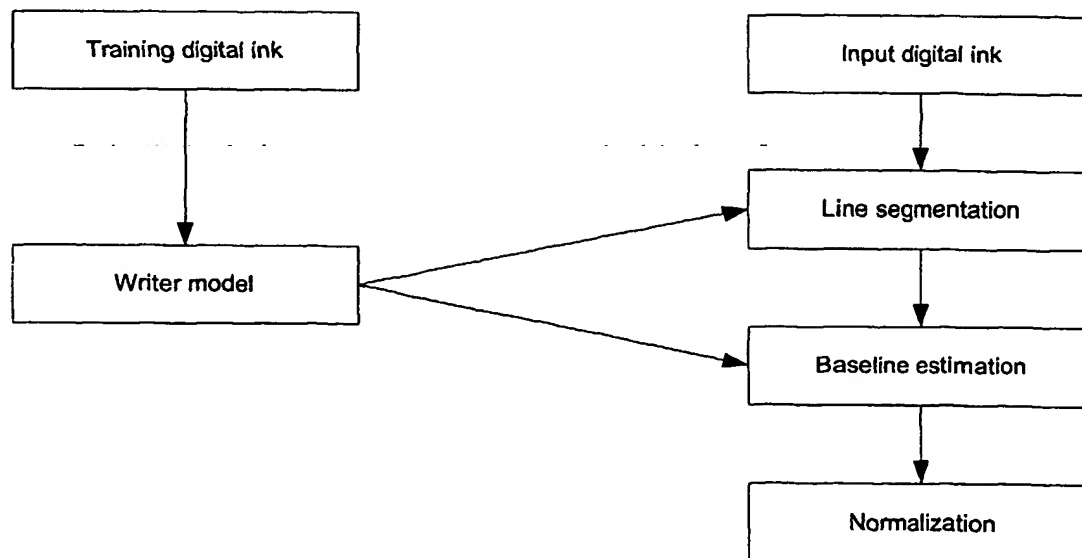 Training digital ink
Input digital ink
Line segmentation
Writer model
Baseline estimation
Normalization